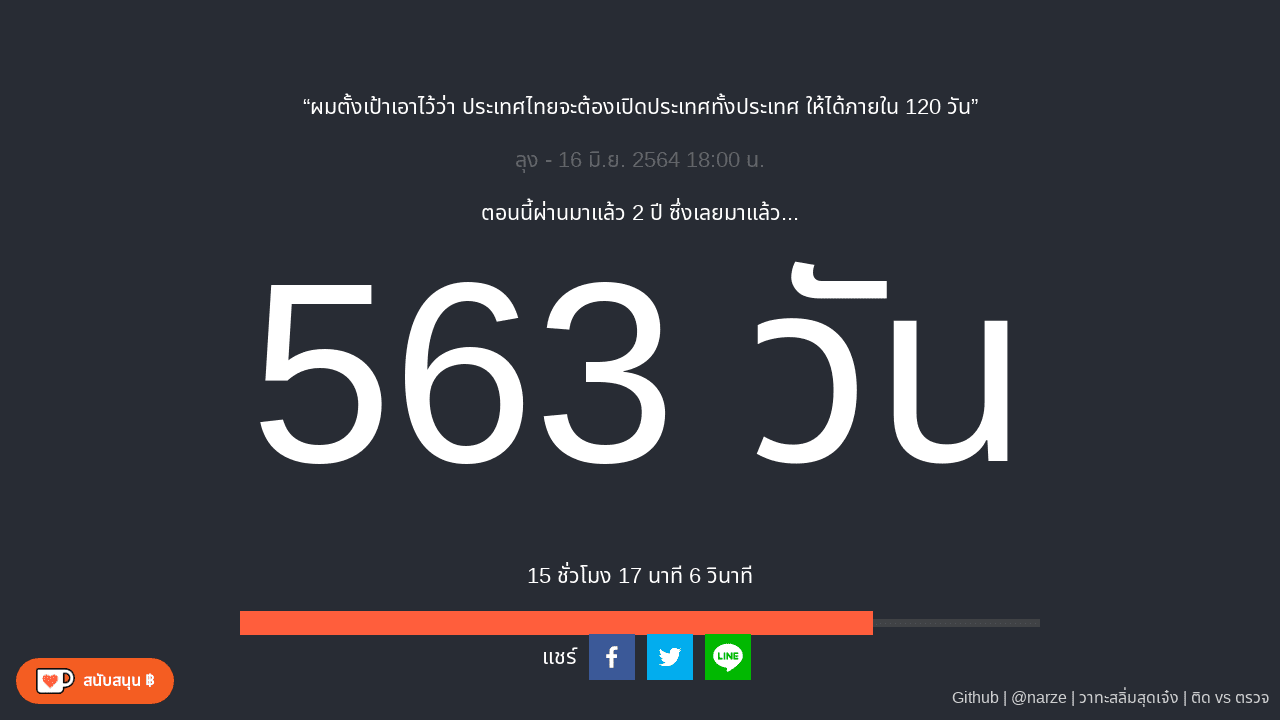 “ผมตั้งเป้าเอาไว้ว่า ประเทศไทยจะต้องเปิดประเทศทั้งประเทศ ให้ได้ภายใน 120 วัน”
ลุง - 16 มิ.ย. 2564 18:00 น.
ตอนนี้ผ่านมาแล้ว 2 ปี ซึ่งเลยมาแล้ว...
563 วัน
15 ชั่วโมง 17 นาที 6 วินาที
แชร์
LINE
สนับสนุน ฿
Github | @narze | วาทะสลิ่มสุดเจ๋ง | ติด vs ตรวจ